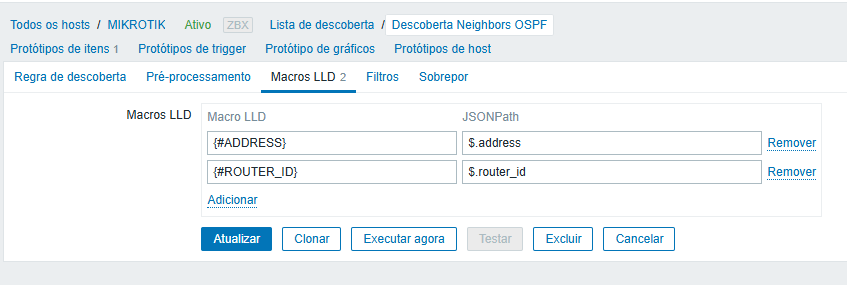 Todos os hosts / MIKROTIK Ativo ZBX Lista de descoberta / Descoberta Neighbors OSPF
Protótipos de itens 1 Protótipos de trigger Protótipo de gráficos Protótipos de host
Regra de descoberta Pré-processamento Macros LLD 2 Filtros Sobrepor
Macros LLD Macro LLD JSONPath
{#ADDRESS} $.address Remover
{#ROUTER_ID} $.router_id Remover
Adicionar
Atualizar Clonar Executar agora Testar Excluir Cancelar